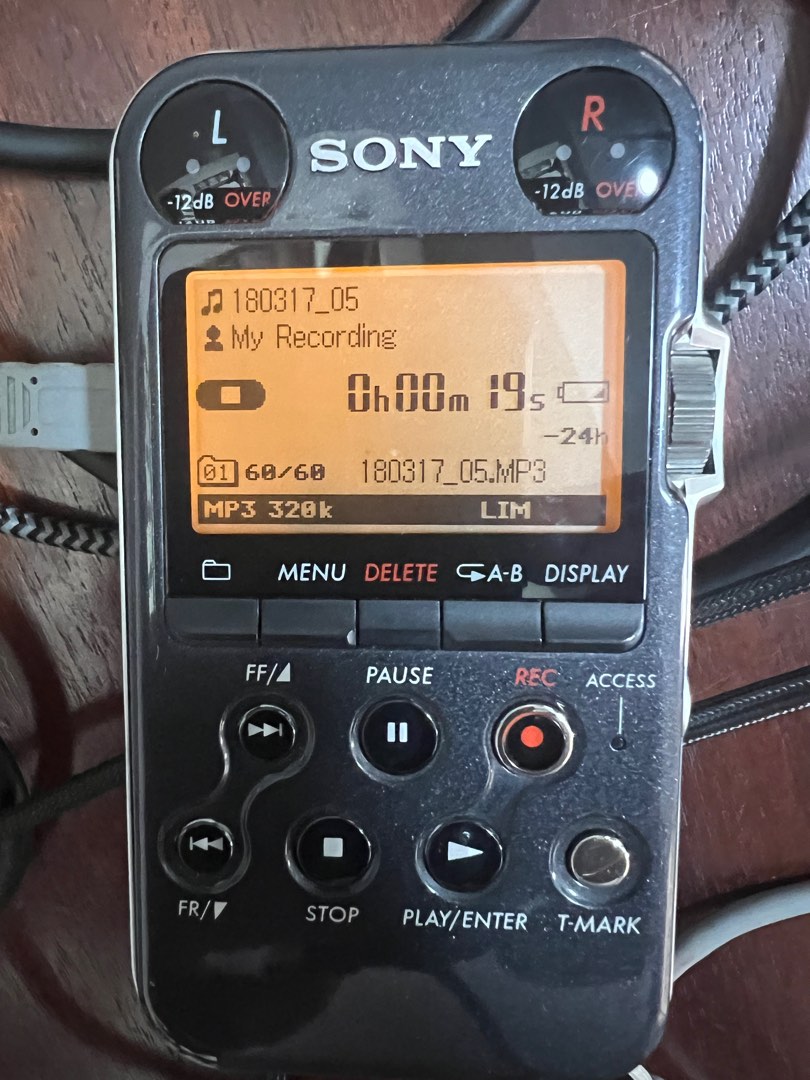 L
SONY
R
-12dB OVER
-12dB OVER
180317_05
My Recording
0h00m 19s
-24h
01 60/60 180317_05.MP3
MP3 320k LIM
MENU DELETE A-B DISPLAY
FF/
PAUSE
REC
ACCESS
FR/
STOP
PLAY/ENTER
T-MARK